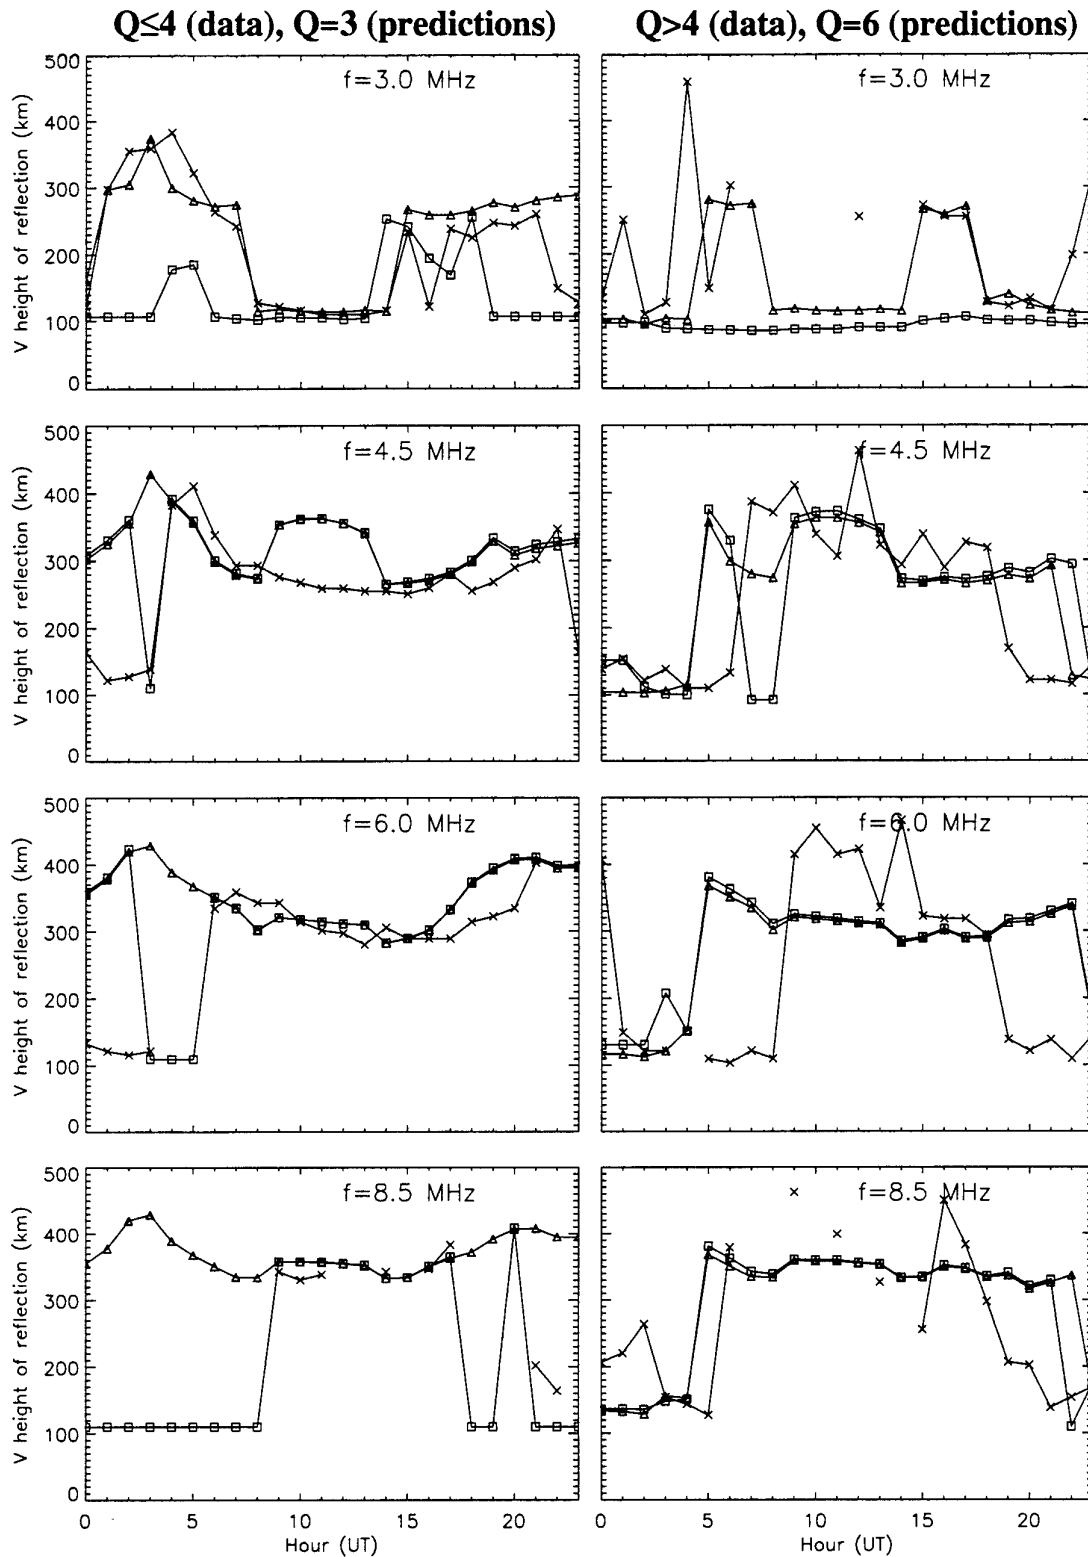 Q≤4 (data), Q=3 (predictions)
Q>4 (data), Q=6 (predictions)
f=3.0 MHz
V height of reflection (km)
500
400
300
200
100
0
f=3.0 MHz
f=4.5 MHz
V height of reflection (km)
500
400
300
200
100
0
f=4.5 MHz
f=6.0 MHz
V height of reflection (km)
500
400
300
200
100
0
f=6.0 MHz
f=8.5 MHz
V height of reflection (km)
500
400
300
200
100
0
0 5 10 15 20
Hour (UT)
f=8.5 MHz
0 5 10 15 20
Hour (UT)